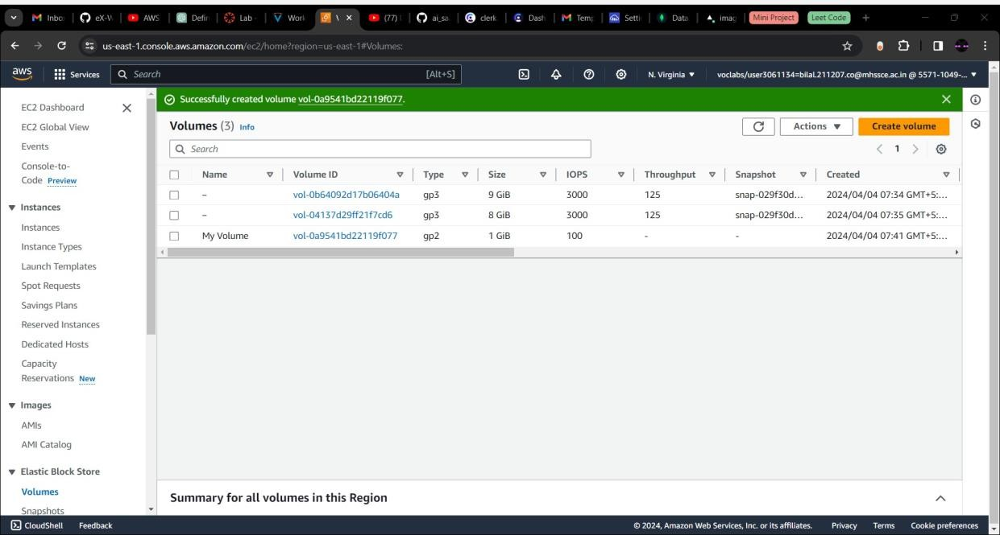 Inbo
eX-V
AWS
Defin
Lab
Work
V
(77)
ai_sa
clerk
Dash
Temp
Setti
Data
imag
Mini Project
Leet Code
us-east-1.console.aws.amazon.com/ec2/home?region=us-east-1#Volumes:
aws
Services
Search
[Alt+S]
N. Virginia
voclabs/user3061134=bilal.211207.co@mhssce.ac.in @ 5571-1049-...
EC2 Dashboard
EC2 Global View
Events
Console-to-
Code Preview
Instances
Instances
Instance Types
Launch Templates
Spot Requests
Savings Plans
Reserved Instances
Dedicated Hosts
Capacity
Reservations New
Images
AMIs
AMI Catalog
Elastic Block Store
Volumes
Snapshots
Successfully created volume vol-0a9541bd22119f077.
Volumes (3) Info
Actions
Create volume
Search
1
Name Volume ID Type Size IOPS Throughput Snapshot Created
– vol-0b64092d17b06404a gp3 9 GiB 3000 125 snap-029f30d... 2024/04/04 07:34 GMT+5:...
– vol-04137d29ff21f7cd6 gp3 8 GiB 3000 125 snap-029f30d... 2024/04/04 07:35 GMT+5:...
My Volume vol-0a9541bd22119f077 gp2 1 GiB 100 - - 2024/04/04 07:41 GMT+5:...
Summary for all volumes in this Region
CloudShell Feedback
© 2024, Amazon Web Services, Inc. or its affiliates. Privacy Terms Cookie preferences